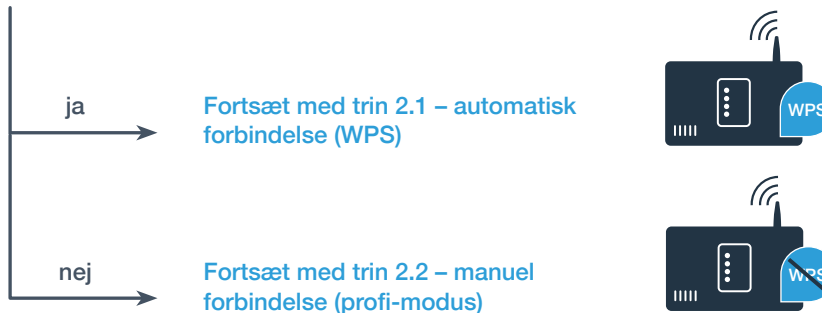 ja
Fortsæt med trin 2.1 – automatisk
forbindelse (WPS)
WPS
nej
Fortsæt med trin 2.2 – manuel
forbindelse (profi-modus)
WPS